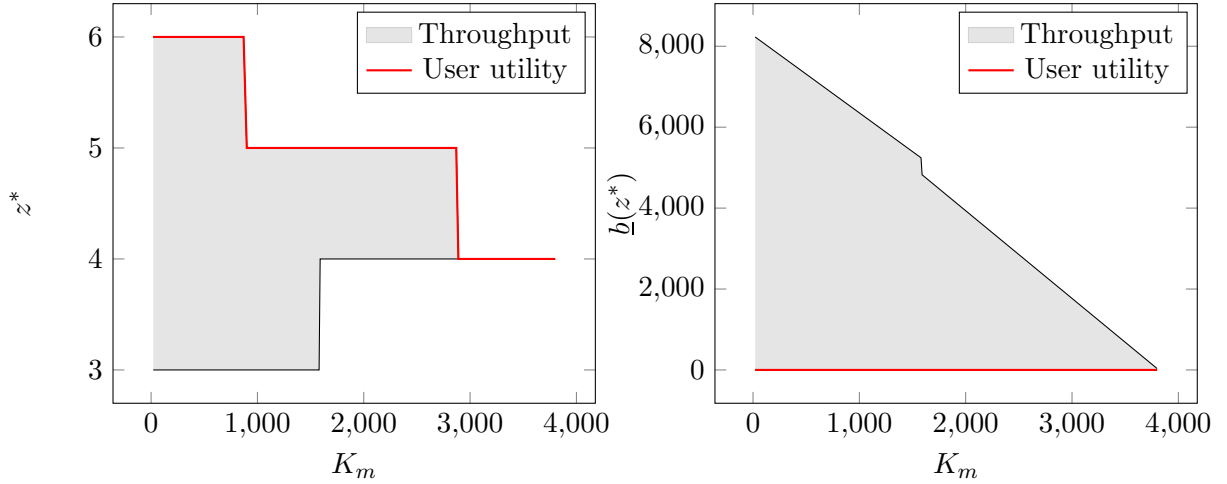 Throughput
User utility
6
5
4
3
0
1,000
2,000
3,000
4,000
z*
K_m
Throughput
User utility
8,000
6,000
4,000
2,000
0
0
1,000
2,000
3,000
4,000
b(z*)
K_m